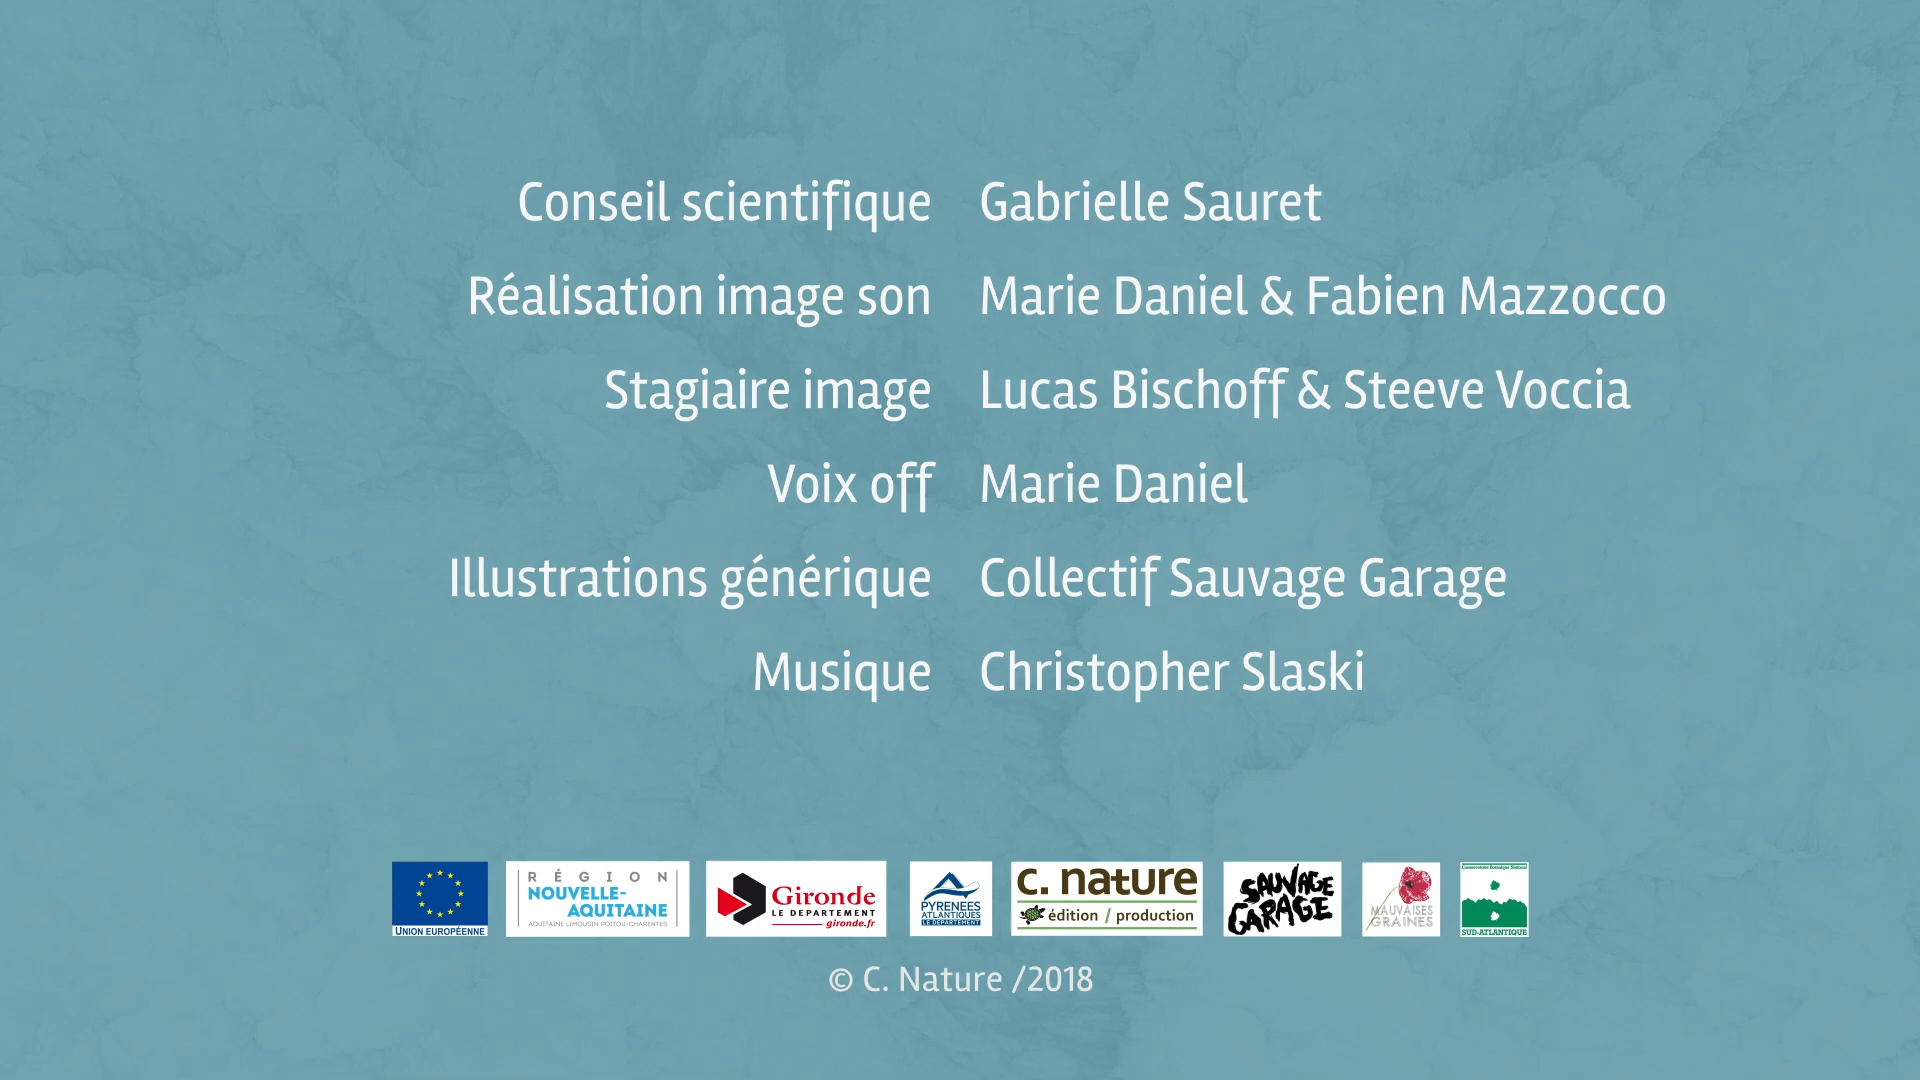 Conseil scientifique Gabrielle Sauret
Réalisation image son Marie Daniel & Fabien Mazzocco
Stagiaire image Lucas Bischoff & Steeve Voccia
Voix off Marie Daniel
Illustrations générique Collectif Sauvage Garage
Musique Christopher Slaski
UNION EUROPÉENNE
RÉGION
NOUVELLE-
AQUITAINE
AQUITAINE LIMOUSIN POITOU-CHARENTES
Gironde
LE DEPARTEMENT
gironde.fr
PYRENEES
ATLANTIQUES
LE DEPARTEMENT
c. nature
édition / production
SAUVAGE
GARAGE
MAUVAISES
GRAINES
Conservatoire Botanique National
SUD-ATLANTIQUE
© C. Nature /2018